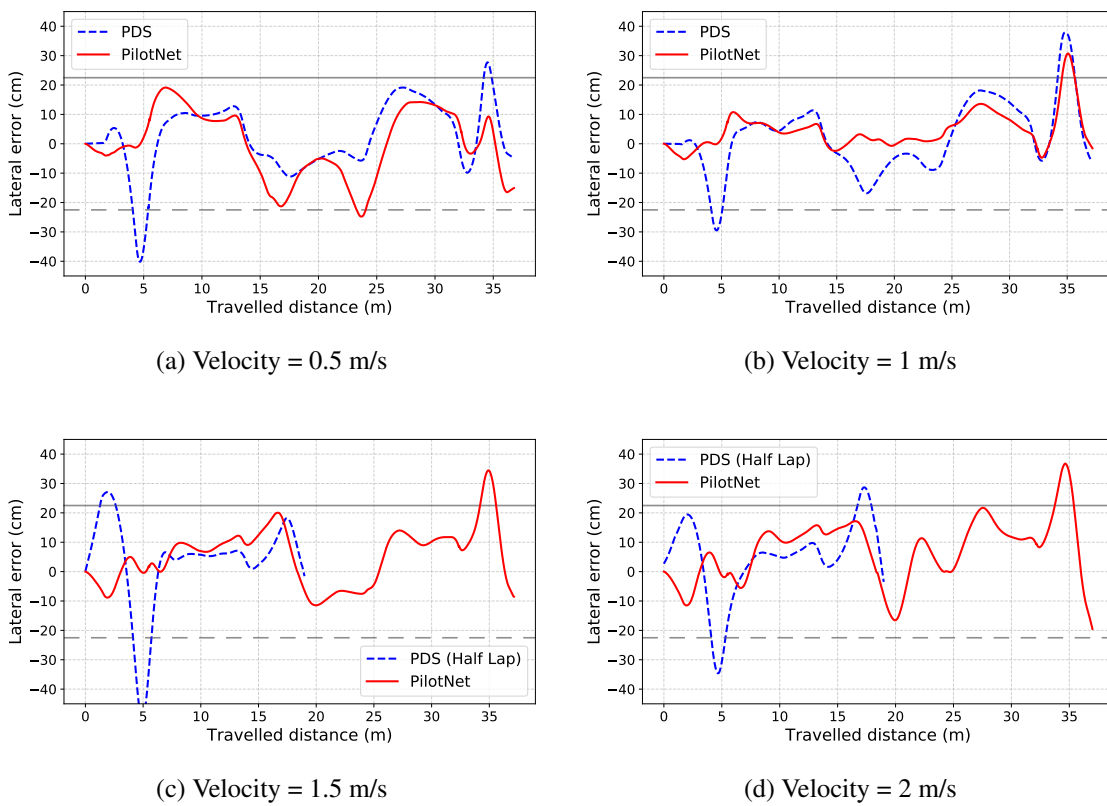 40
30
20
10
0
−10
−20
−30
−40
Lateral error (cm)
PDS
PilotNet
0 5 10 15 20 25 30 35
Travelled distance (m)
(a) Velocity = 0.5 m/s
40
30
20
10
0
−10
−20
−30
−40
Lateral error (cm)
PDS
PilotNet
0 5 10 15 20 25 30 35
Travelled distance (m)
(b) Velocity = 1 m/s
40
30
20
10
0
−10
−20
−30
−40
Lateral error (cm)
PDS (Half Lap)
PilotNet
0 5 10 15 20 25 30 35
Travelled distance (m)
(c) Velocity = 1.5 m/s
40
30
20
10
0
−10
−20
−30
−40
Lateral error (cm)
PDS (Half Lap)
PilotNet
0 5 10 15 20 25 30 35
Travelled distance (m)
(d) Velocity = 2 m/s